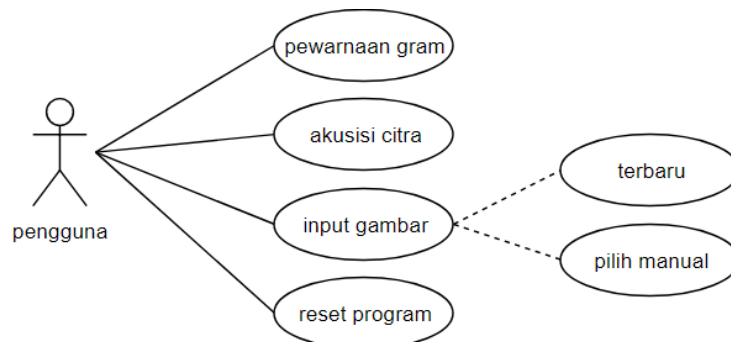 pewarnaan gram
akusisi citra
terbaru
pengguna
input gambar
pilih manual
reset program